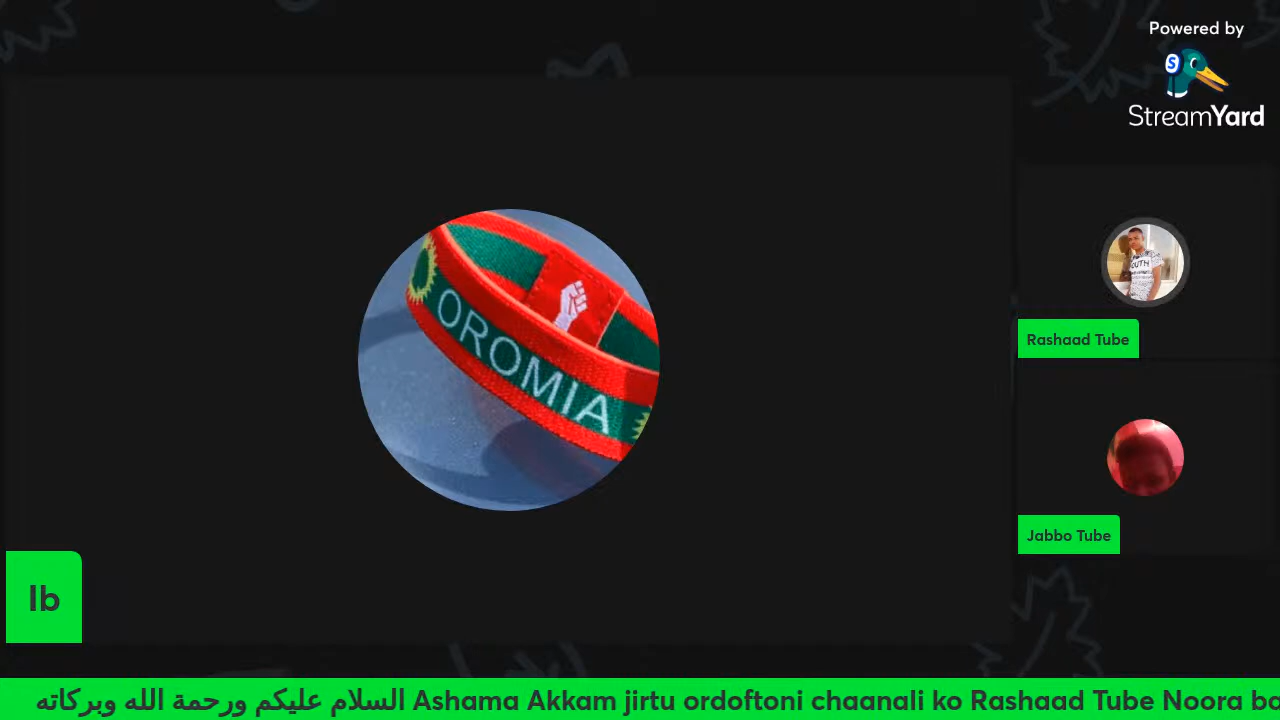 Powered by
StreamYard
OROMIA
OUTH
Rashaad Tube
Jabbo Tube
Ib
السلام عليكم ورحمة الله وبركاته Ashama Akkam jirtu ordoftoni chaanali ko Rashaad Tube Noora